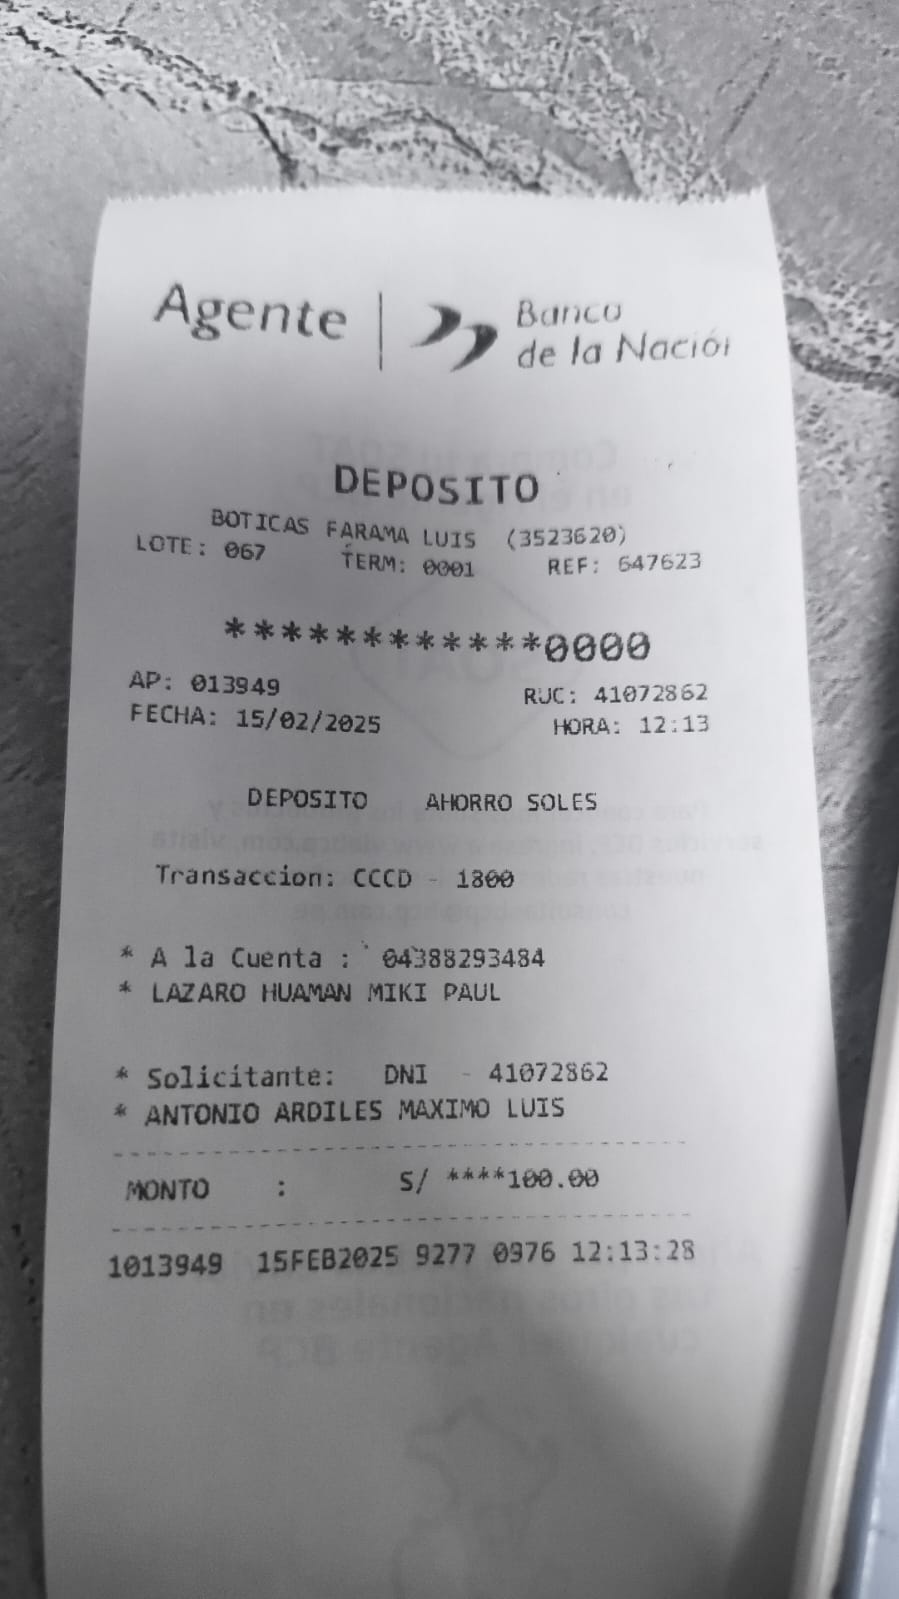 Agente | Banco
de la Nación
DEPOSITO
BOTICAS FARAMA LUIS (3523620)
LOTE: 067 TERM: 0001 REF: 647623
************0000
AP: 013949 RUC: 41072862
FECHA: 15/02/2025 HORA: 12:13
DEPOSITO AHORRO SOLES
Transaccion: CCCD - 1800
* A la Cuenta : 04388293484
* LAZARO HUAMAN MIKI PAUL
* Solicitante: DNI - 41072862
* ANTONIO ARDILES MAXIMO LUIS
MONTO : S/ ****100.00
1013949 15FEB2025 9277 0976 12:13:28